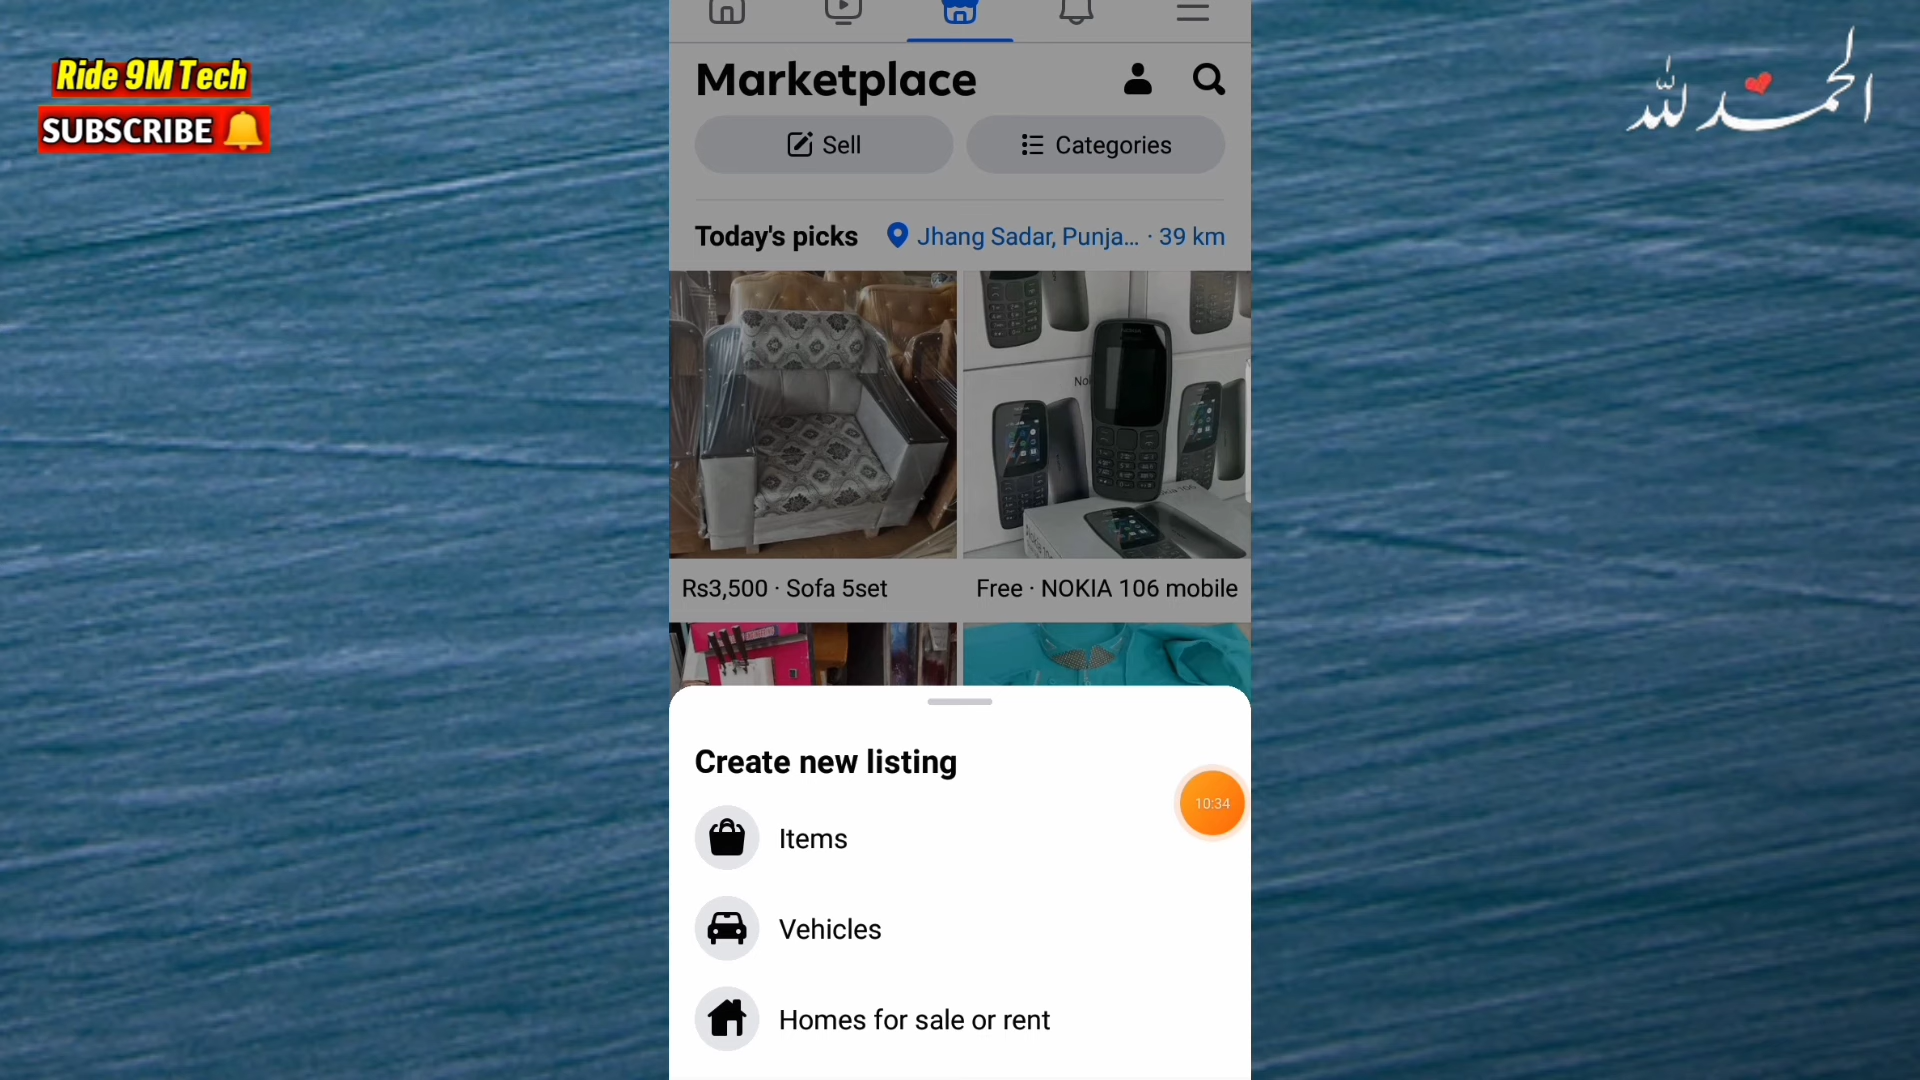 Ride 9M Tech
SUBSCRIBE
الحمد لله
Marketplace
Sell
Categories
Today's picks
Jhang Sadar, Punja... · 39 km
Rs3,500 · Sofa 5set
Free · NOKIA 106 mobile
Create new listing
10:34
Items
Vehicles
Homes for sale or rent